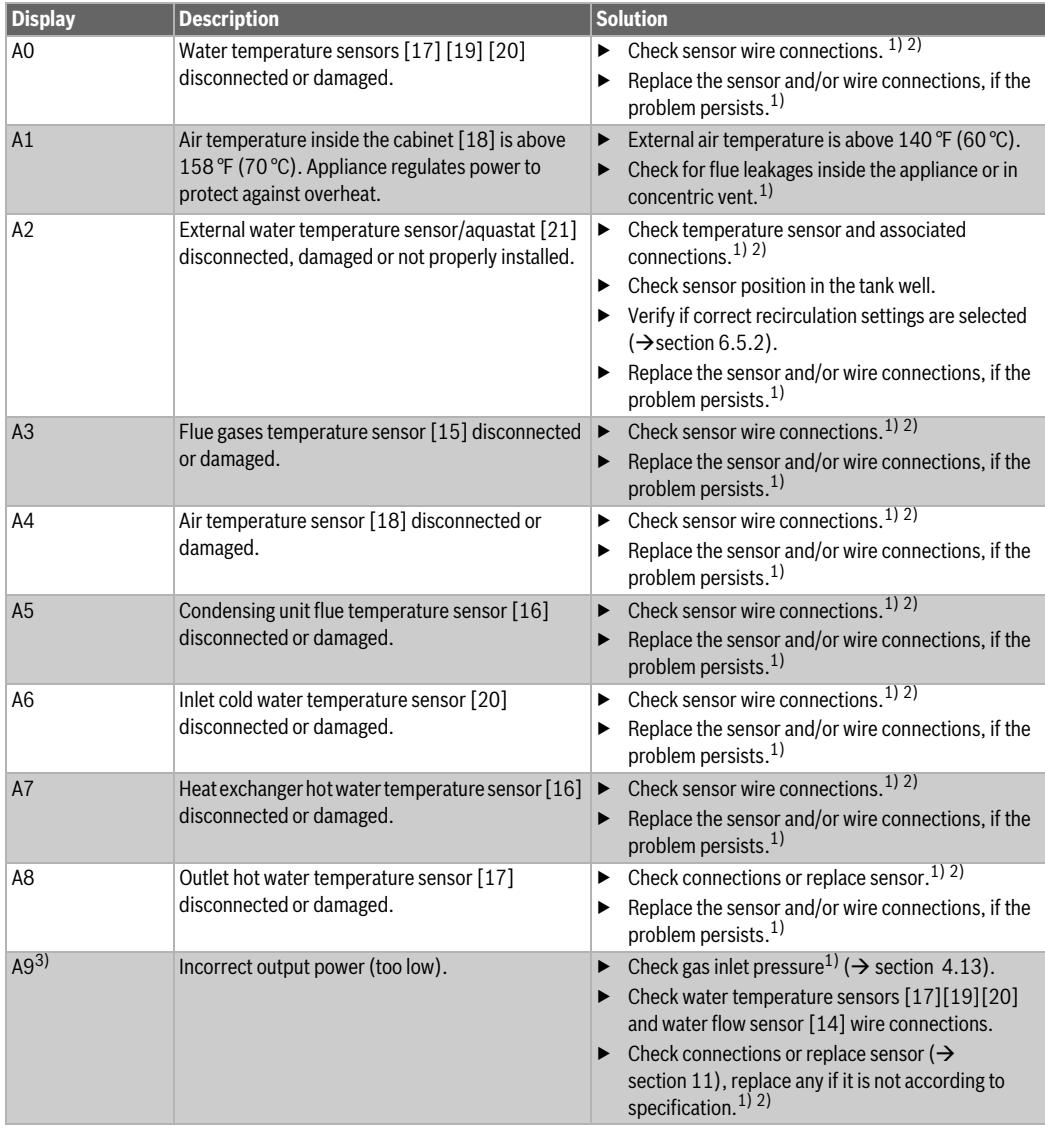 Display Description Solution
A0 Water temperature sensors [17] [19] [20] ▶ Check sensor wire connections. 1) 2)
disconnected or damaged. ▶ Replace the sensor and/or wire connections, if the
problem persists.1)
A1 Air temperature inside the cabinet [18] is above ▶ External air temperature is above 140 °F (60 °C).
158 °F (70 °C). Appliance regulates power to ▶ Check for flue leakages inside the appliance or in
protect against overheat. concentric vent.1)
A2 External water temperature sensor/aquastat [21] ▶ Check temperature sensor and associated
disconnected, damaged or not properly installed. connections.1) 2)
▶ Check sensor position in the tank well.
▶ Verify if correct recirculation settings are selected
(→section 6.5.2).
▶ Replace the sensor and/or wire connections, if the
problem persists.1)
A3 Flue gases temperature sensor [15] disconnected ▶ Check sensor wire connections.1) 2)
or damaged. ▶ Replace the sensor and/or wire connections, if the
problem persists.1)
A4 Air temperature sensor [18] disconnected or ▶ Check sensor wire connections.1) 2)
damaged. ▶ Replace the sensor and/or wire connections, if the
problem persists.1)
A5 Condensing unit flue temperature sensor [16] ▶ Check sensor wire connections.1) 2)
disconnected or damaged. ▶ Replace the sensor and/or wire connections, if the
problem persists.1)
A6 Inlet cold water temperature sensor [20] ▶ Check sensor wire connections.1) 2)
disconnected or damaged. ▶ Replace the sensor and/or wire connections, if the
problem persists.1)
A7 Heat exchanger hot water temperature sensor [16] ▶ Check sensor wire connections.1) 2)
disconnected or damaged. ▶ Replace the sensor and/or wire connections, if the
problem persists.1)
A8 Outlet hot water temperature sensor [17] ▶ Check connections or replace sensor.1) 2)
disconnected or damaged. ▶ Replace the sensor and/or wire connections, if the
problem persists.1)
A93) Incorrect output power (too low). ▶ Check gas inlet pressure1) (→ section 4.13).
▶ Check water temperature sensors [17][19][20]
and water flow sensor [14] wire connections.
▶ Check connections or replace sensor (→
section 11), replace any if it is not according to
specification.1) 2)